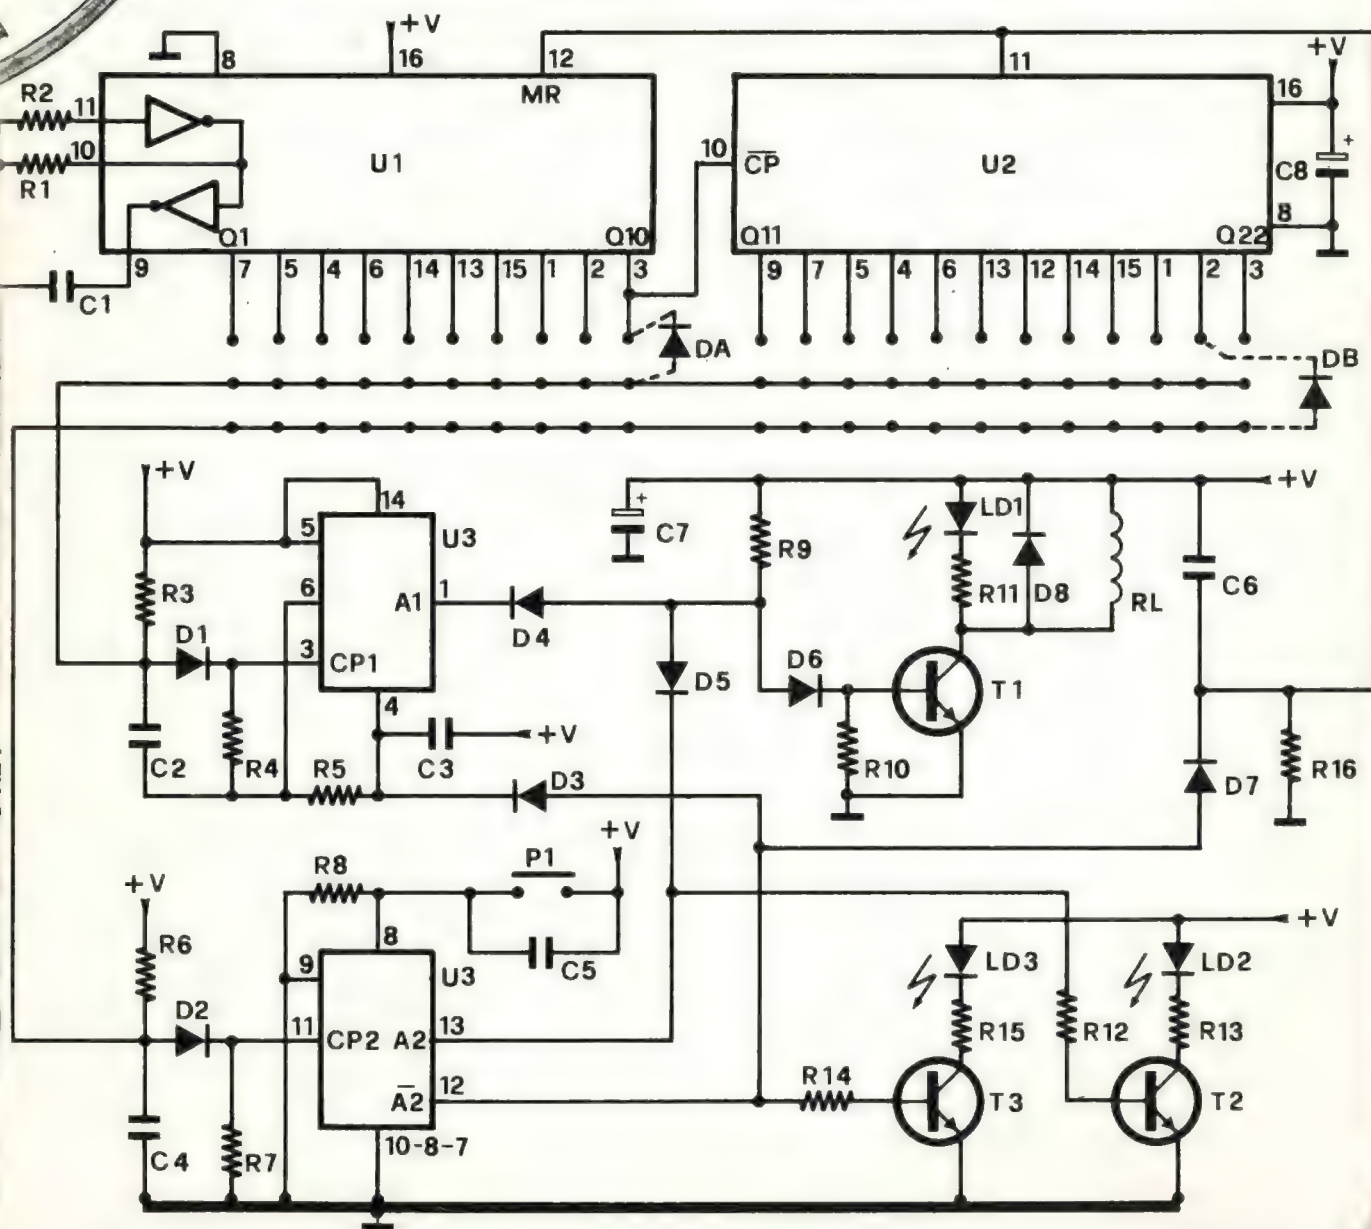 +V
8 16 12 11 +V
MR 16
R2 11
10 U1 10 CP̅ U2 + C8
R1
8
Q1 Q10 Q11 Q22
9 7 5 4 6 14 13 15 1 2 3 9 7 5 4 6 13 12 14 15 1 2 3
C1
DA DB
+V +V
14 + LD1
5 U3 C7 R9
R3 6 A1 1 R11 D8 RL C6
D4
D1 3 CP1 D6
D5 T1
4
C2 R4 R5 C3 +V R10 D7 R16
D3
+V
R8 P1
+V +V
R6 8
9 U3 C5 LD3 LD2
D2
11 CP2 A2 13 R15 R12 R13
R14
A̅2 12 T3 T2
10-8-7
C4 R7